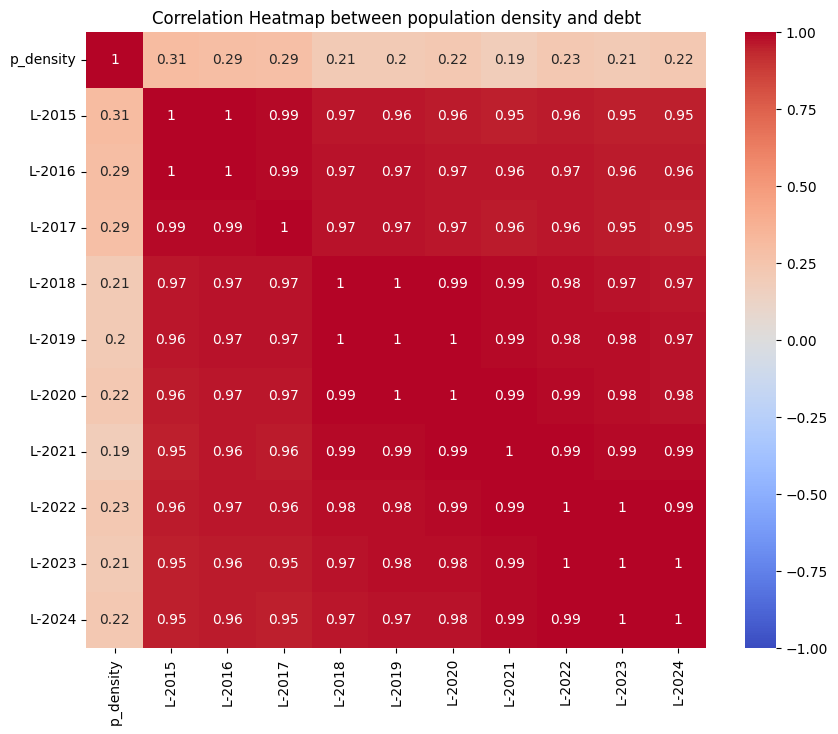 Correlation Heatmap between population density and debt
p_density 1 0.31 0.29 0.29 0.21 0.2 0.22 0.19 0.23 0.21 0.22
L-2015 0.31 1 1 0.99 0.97 0.96 0.96 0.95 0.96 0.95 0.95
L-2016 0.29 1 1 0.99 0.97 0.97 0.97 0.96 0.97 0.96 0.96
L-2017 0.29 0.99 0.99 1 0.97 0.97 0.97 0.96 0.96 0.95 0.95
L-2018 0.21 0.97 0.97 0.97 1 1 0.99 0.99 0.98 0.97 0.97
L-2019 0.2 0.96 0.97 0.97 1 1 1 0.99 0.98 0.98 0.97
L-2020 0.22 0.96 0.97 0.97 0.99 1 1 0.99 0.99 0.98 0.98
L-2021 0.19 0.95 0.96 0.96 0.99 0.99 0.99 1 0.99 0.99 0.99
L-2022 0.23 0.96 0.97 0.96 0.98 0.98 0.99 0.99 1 1 0.99
L-2023 0.21 0.95 0.96 0.95 0.97 0.98 0.98 0.99 1 1 1
L-2024 0.22 0.95 0.96 0.95 0.97 0.97 0.98 0.99 0.99 1 1
p_density L-2015 L-2016 L-2017 L-2018 L-2019 L-2020 L-2021 L-2022 L-2023 L-2024
1.00
0.75
0.50
0.25
0.00
−0.25
−0.50
−0.75
−1.00